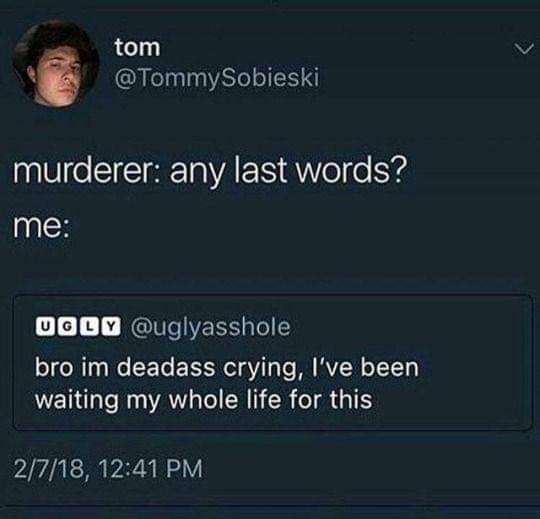 tom
@TommySobieski
murderer: any last words?
me:
UGLY @uglyasshole
bro im deadass crying, I've been
waiting my whole life for this
2/7/18, 12:41 PM